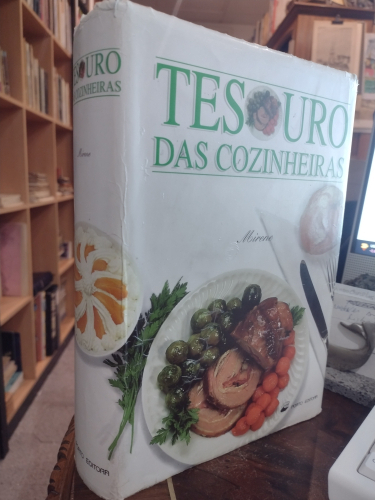 TESOURO
DAS COZINHEIRAS
Mirene
TESOURO
DAS COZINHEIRAS
Mirene
EDITORA